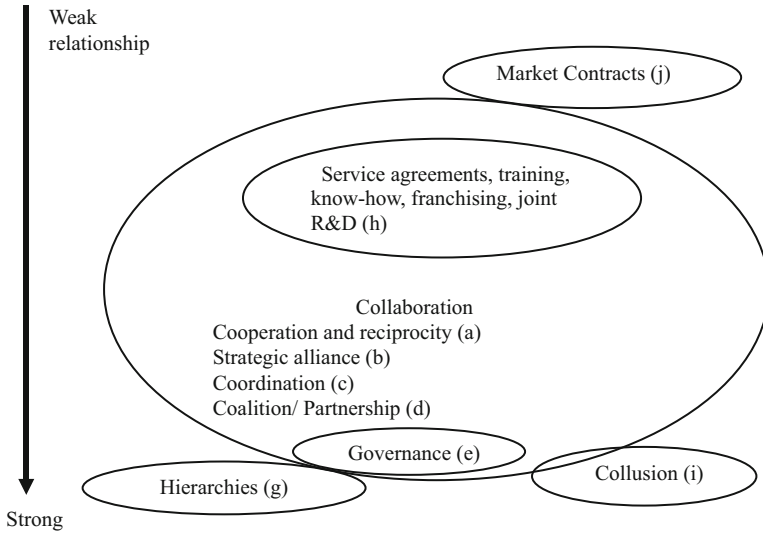 Weak
relationship
Market Contracts (j)
Service agreements, training,
know-how, franchising, joint
R&D (h)
Collaboration
Cooperation and reciprocity (a)
Strategic alliance (b)
Coordination (c)
Coalition/ Partnership (d)
Governance (e)
Collusion (i)
Hierarchies (g)
Strong